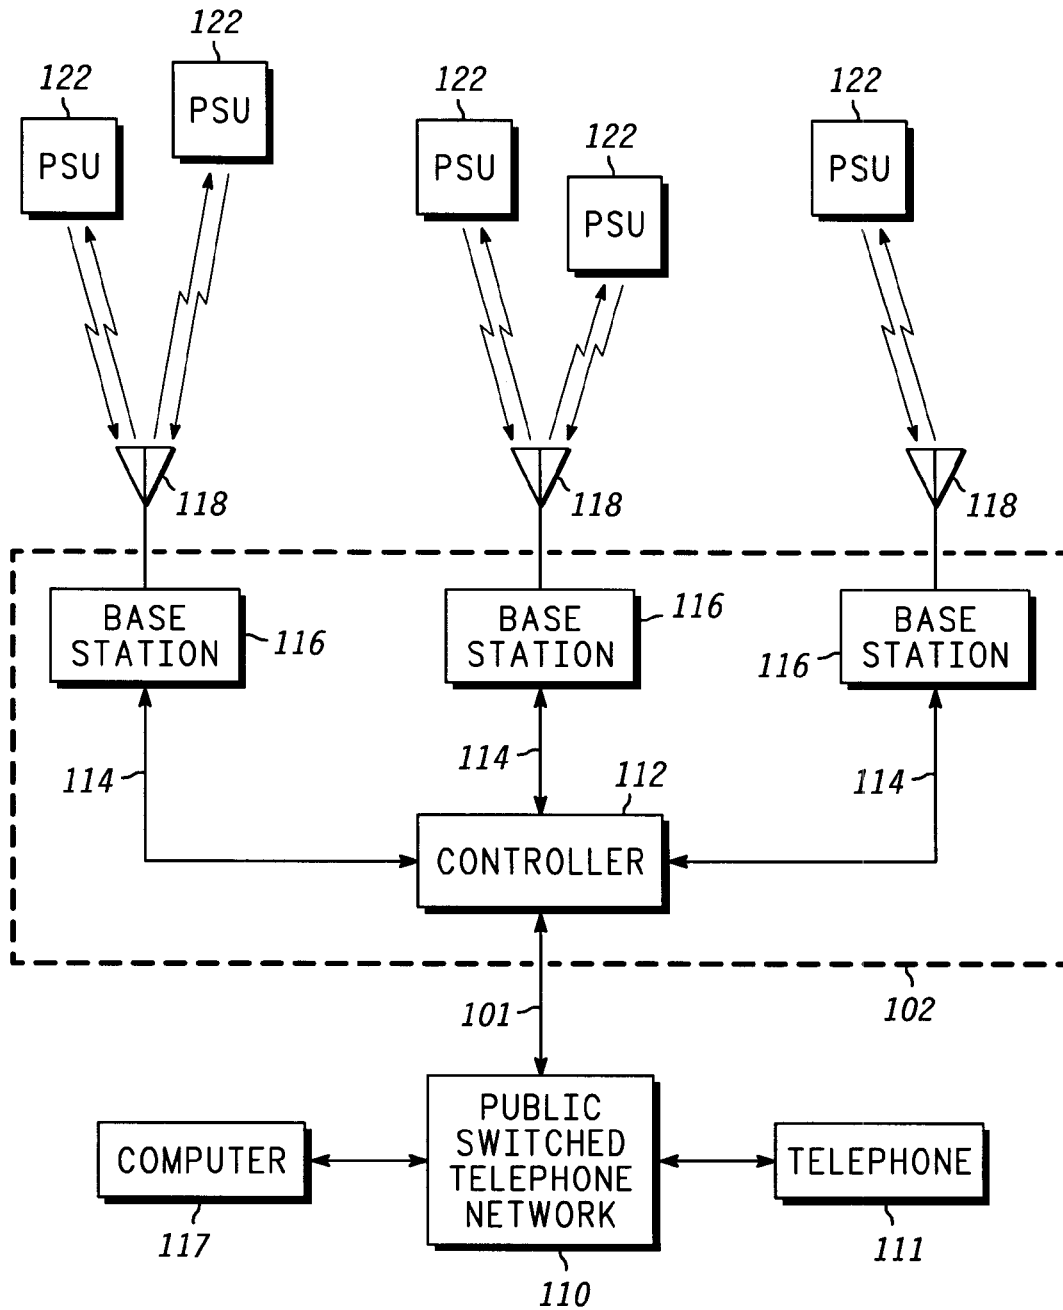 122
122
PSU
PSU
122
122
PSU
PSU
122
PSU
118
118
118
BASE
STATION
116
BASE
STATION
116
BASE
STATION
116
114
114
114
112
CONTROLLER
101
102
COMPUTER
117
PUBLIC
SWITCHED
TELEPHONE
NETWORK
110
TELEPHONE
111